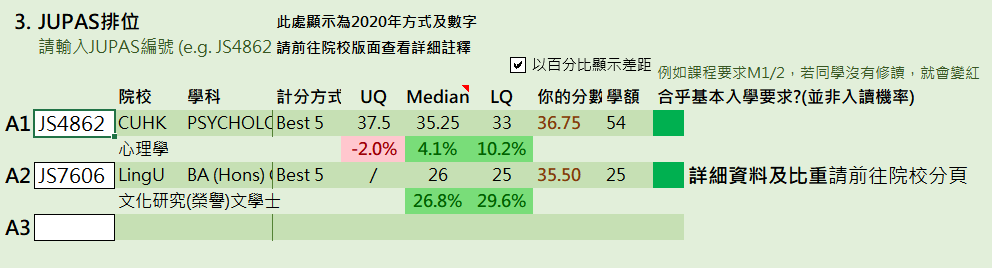 3. JUPAS排位 此處顯示為2020年方式及數字
請輸入JUPAS編號 (e.g. JS4862 請前往院校版面查看詳細註釋
以百分比顯示差距 例如課程要求M1/2，若同學沒有修讀，就會變紅
院校 學科 計分方式 UQ Median LQ 你的分數 學額 合乎基本入學要求?(並非入讀機率)
A1 JS4862 CUHK PSYCHOLO Best 5 37.5 35.25 33 36.75 54
心理學 -2.0% 4.1% 10.2%
A2 JS7606 LingU BA (Hons) Best 5 / 26 25 35.50 25 詳細資料及比重請前往院校分頁
文化研究(榮譽)文學士 26.8% 29.6%
A3